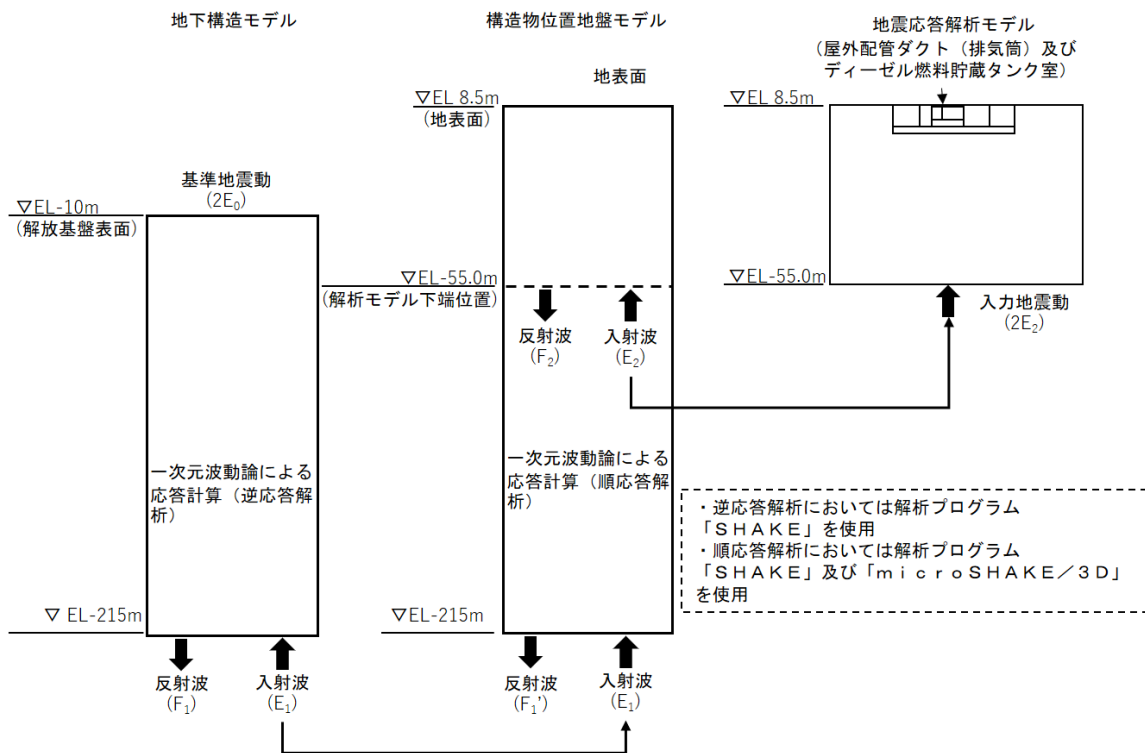 地下構造モデル
▽EL-10m
(解放基盤表面)
基準地震動
(2E₀)
一次元波動論による
応答計算（逆応答解
析）
▽ EL-215m
反射波
(F₁)
入射波
(E₁)
構造物位置地盤モデル
地表面
▽EL 8.5m
(地表面)
▽EL-55.0m
(解析モデル下端位置)
反射波
(F₂)
入射波
(E₂)
一次元波動論による
応答計算（順応答解
析）
▽EL-215m
反射波
(F₁')
入射波
(E₁)
地震応答解析モデル
（屋外配管ダクト（排気筒）及び
ディーゼル燃料貯蔵タンク室）
▽EL 8.5m
▽EL-55.0m
入力地震動
(2E₂)
・逆応答解析においては解析プログラム
「ＳＨＡＫＥ」を使用
・順応答解析においては解析プログラム
「ＳＨＡＫＥ」及び「ｍｉｃｒｏＳＨＡＫＥ／３Ｄ」
を使用